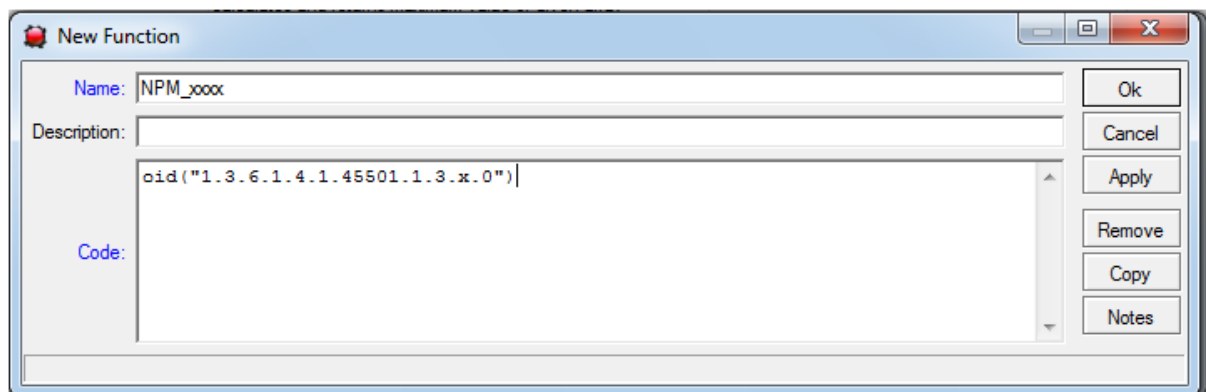 New Function
Name: NPM_xxxx
Ok
Description:
Cancel
oid("1.3.6.1.4.1.45501.1.3.x.0")
Apply
Remove
Code:
Copy
Notes